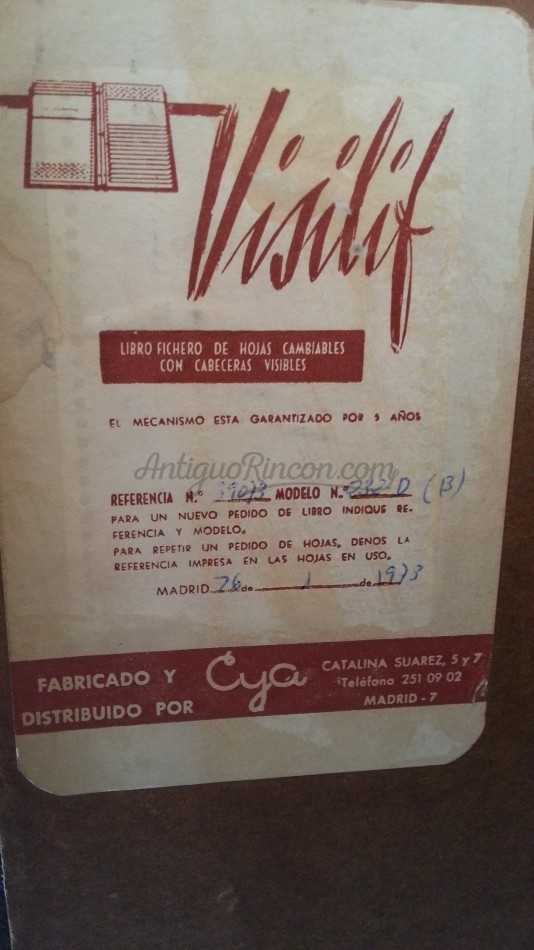 Visilif
LIBRO FICHERO DE HOJAS CAMBIABLES
CON CABECERAS VISIBLES
EL MECANISMO ESTA GARANTIZADO POR 5 AÑOS
AntiguoRincon.com
REFERENCIA N.º MODELO N.º D (B)
PARA UN NUEVO PEDIDO DE LIBRO INDIQUE RE-
FERENCIA Y MODELO.
PARA REPETIR UN PEDIDO DE HOJAS, DENOS LA
REFERENCIA IMPRESA EN LAS HOJAS EN USO.
MADRID 26 de 1 de 1973
FABRICADO Y
DISTRIBUIDO POR
Cya
CATALINA SUAREZ, 5 y 7
Teléfono 251 09 02
MADRID - 7